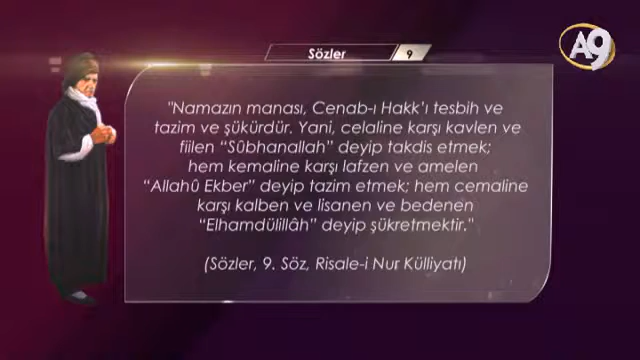 Sözler 9
A9
"Namazın manası, Cenab-ı Hakk'ı tesbih ve
tazim ve şükürdür. Yani, celaline karşı kavlen ve
fiilen "Sûbhanallah" deyip takdis etmek;
hem kemaline karşı lafzen ve amelen
"Allahû Ekber" deyip tazim etmek; hem cemaline
karşı kalben ve lisanen ve bedenen
"Elhamdülillâh" deyip şükretmektir."
(Sözler, 9. Söz, Risale-i Nur Külliyatı)